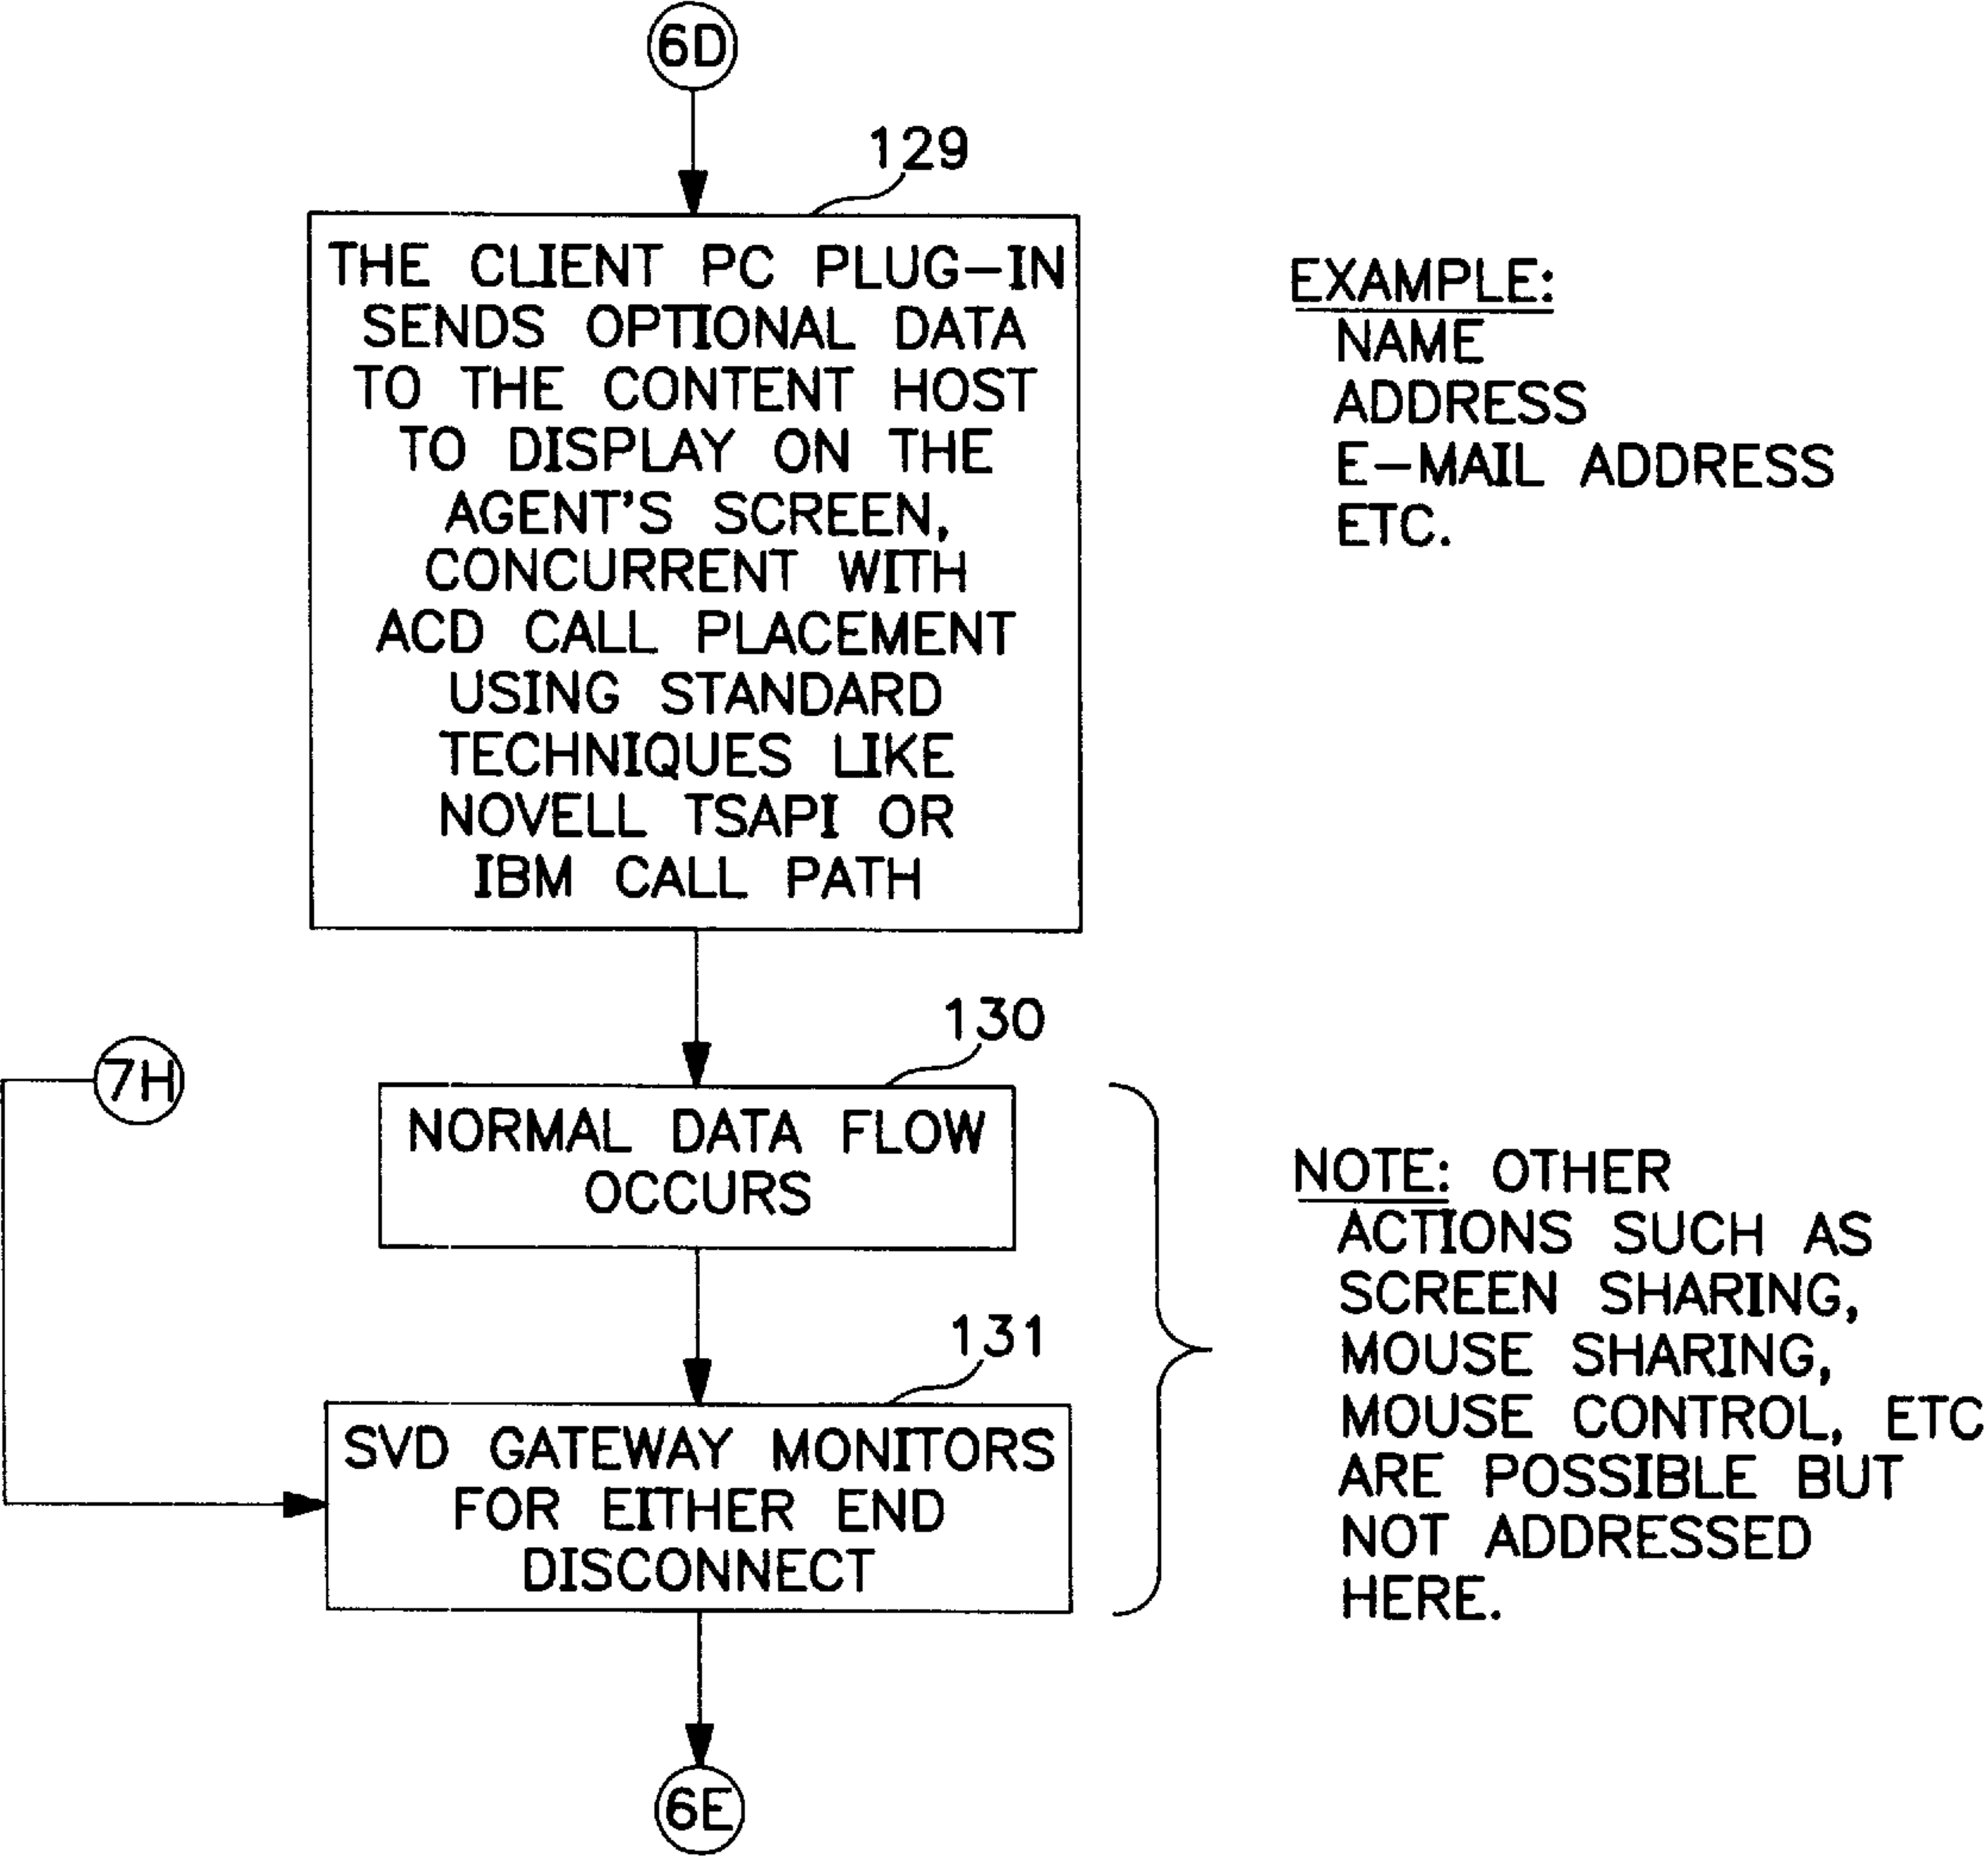 6D
129
THE CLIENT PC PLUG-IN
SENDS OPTIONAL DATA
TO THE CONTENT HOST
TO DISPLAY ON THE
AGENT'S SCREEN,
CONCURRENT WITH
ACD CALL PLACEMENT
USING STANDARD
TECHNIQUES LIKE
NOVELL TSAPI OR
IBM CALL PATH
EXAMPLE:
NAME
ADDRESS
E-MAIL ADDRESS
ETC.
130
7H
NORMAL DATA FLOW
OCCURS
131
SVD GATEWAY MONITORS
FOR EITHER END
DISCONNECT
NOTE: OTHER
ACTIONS SUCH AS
SCREEN SHARING,
MOUSE SHARING,
MOUSE CONTROL, ETC
ARE POSSIBLE BUT
NOT ADDRESSED
HERE.
6E